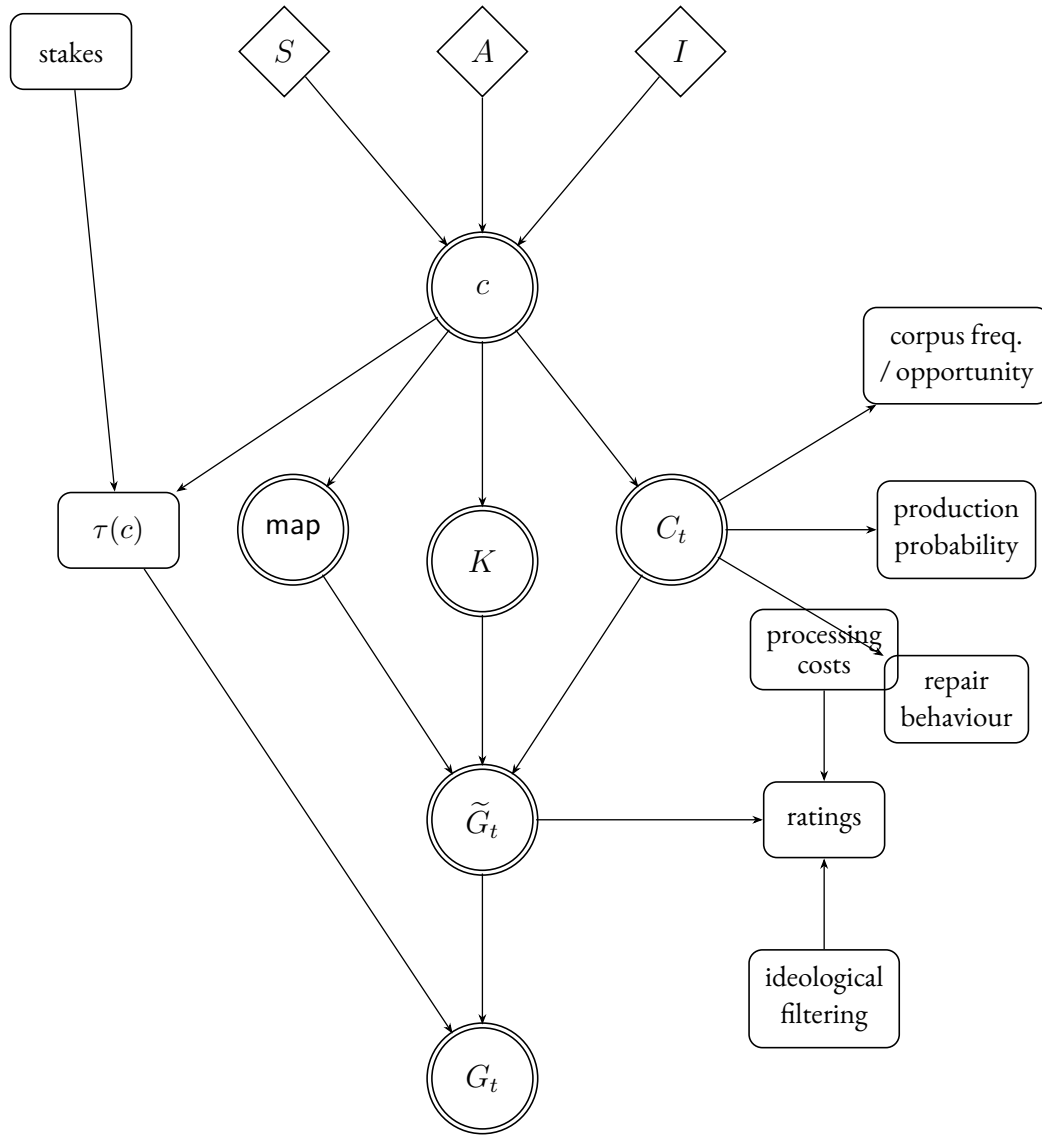 stakes
S
A
I
c
corpus freq.
/ opportunity
τ(c)
map
K
C_t
production
probability
processing
costs
repair
behaviour
G̃_t
ratings
ideological
filtering
G_t